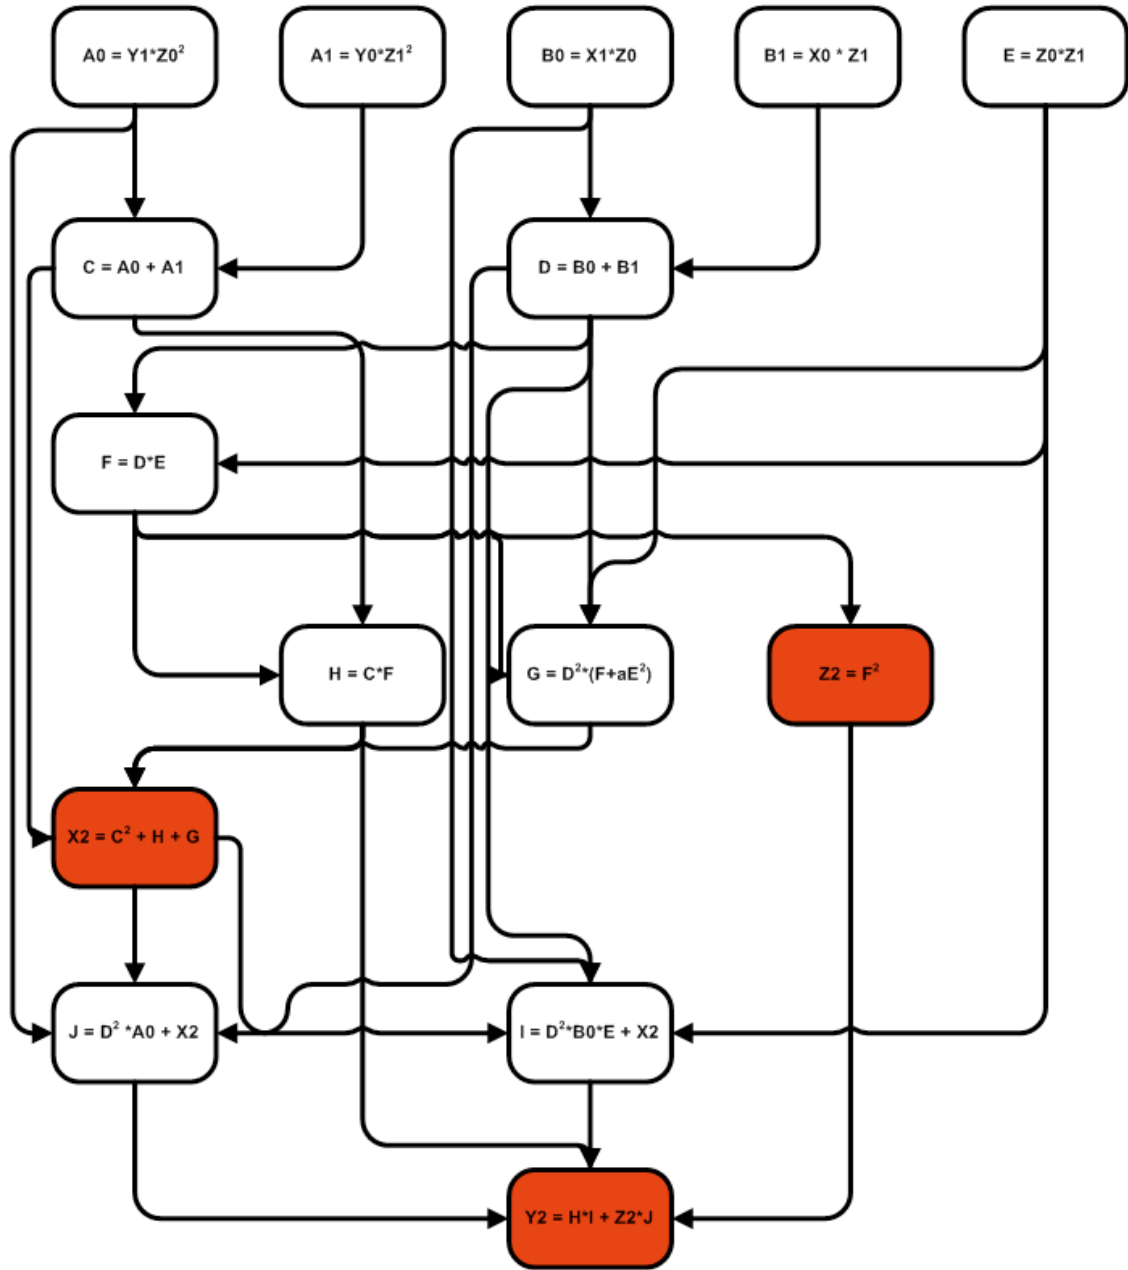 A0 = Y1*Z0²
A1 = Y0*Z1²
B0 = X1*Z0
B1 = X0 * Z1
E = Z0*Z1
C = A0 + A1
D = B0 + B1
F = D*E
H = C*F
G = D²*(F+aE²)
Z2 = F²
X2 = C² + H + G
J = D² *A0 + X2
I = D²*B0*E + X2
Y2 = H*I + Z2*J